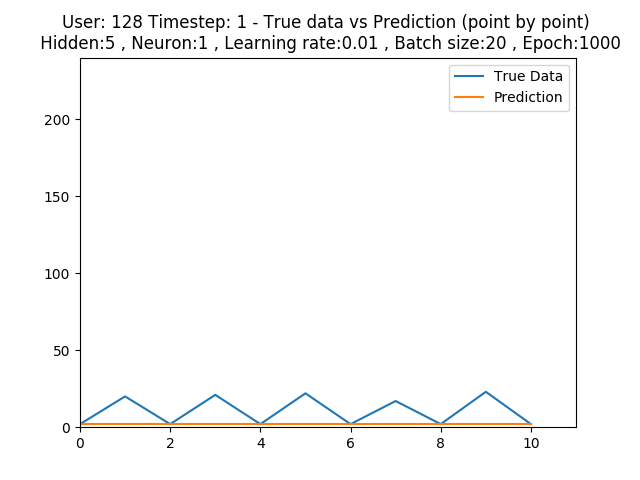 User: 128 Timestep: 1 - True data vs Prediction (point by point)
Hidden:5 , Neuron:1 , Learning rate:0.01 , Batch size:20 , Epoch:1000
True Data
Prediction
200
150
100
50
0
0 2 4 6 8 10